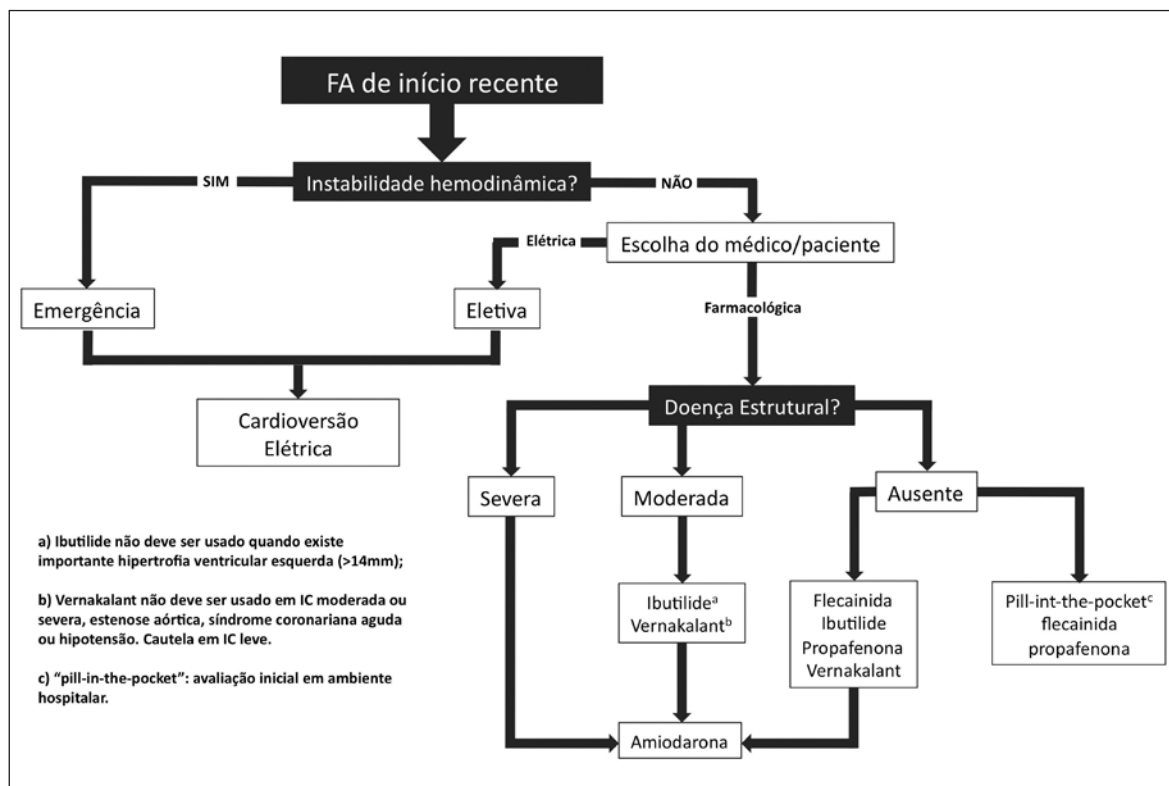 FA de início recente
Instabilidade hemodinâmica?
SIM
NÃO
Escolha do médico/paciente
Elétrica
Farmacológica
Emergência
Eletiva
Cardioversão
Elétrica
Doença Estrutural?
Severa
Moderada
Ausente
Ibutilideᵃ
Vernakalantᵇ
Flecainida
Ibutilide
Propafenona
Vernakalant
Pill-int-the-pocketᶜ
flecainida
propafenona
Amiodarona
a) Ibutilide não deve ser usado quando existe
importante hipertrofia ventricular esquerda (>14mm);
b) Vernakalant não deve ser usado em IC moderada ou
severa, estenose aórtica, síndrome coronariana aguda
ou hipotensão. Cautela em IC leve.
c) “pill-in-the-pocket”: avaliação inicial em ambiente
hospitalar.